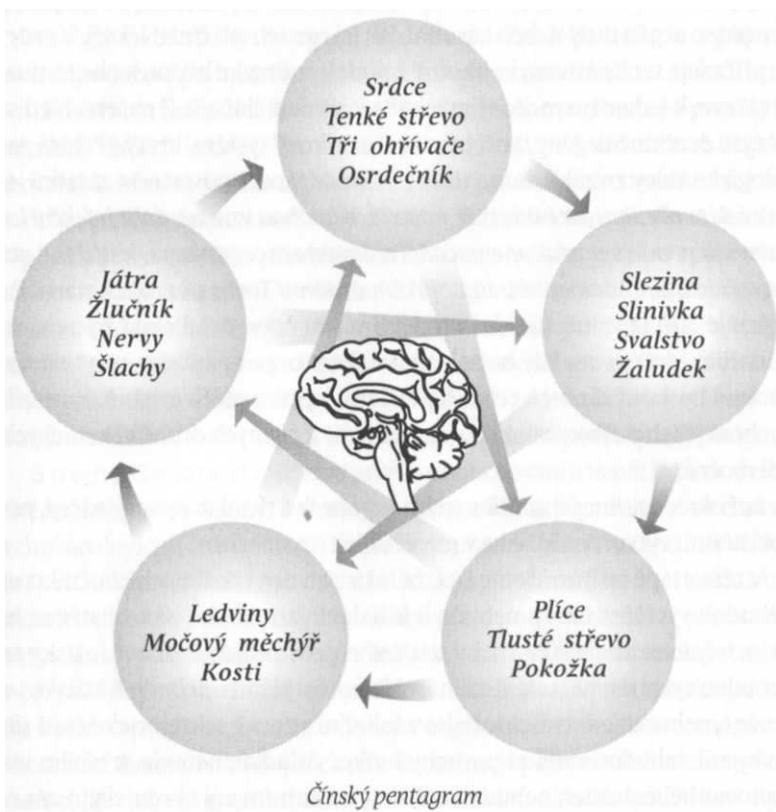 Srdce
Tenké střevo
Tři ohřívače
Osrdečník
Játra
Žlučník
Nervy
Šlachy
Slezina
Slinivka
Svalstvo
Žaludek
Ledviny
Močový měchýř
Kosti
Plíce
Tlusté střevo
Pokožka
Čínský pentagram